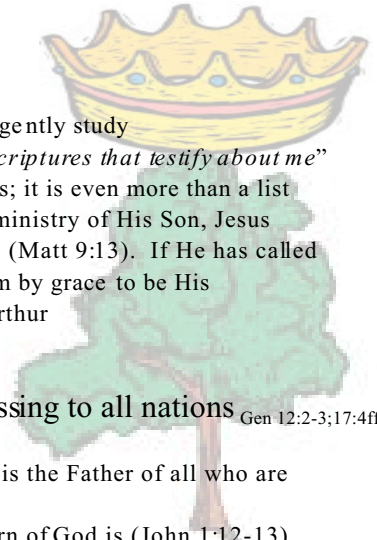 gently study
criptures that testify about me”
s; it is even more than a list
ministry of His Son, Jesus
(Matt 9:13). If He has called
m by grace to be His
rthur
ssing to all nations Gen 12:2-3;17:4ff
is the Father of all who are
rn of God is (John 1:12-13)